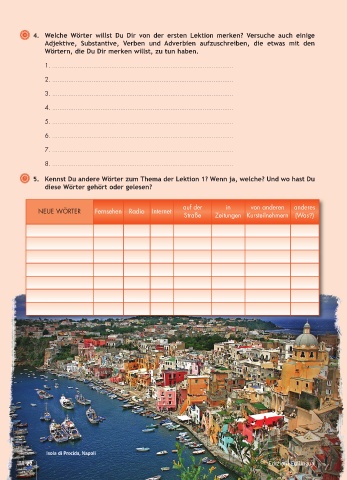 4. Welche Wörter willst Du Dir von der ersten Lektion merken? Versuche auch einige
Adjektive, Substantive, Verben und Adverbien aufzuschreiben, die etwas mit den
Wörtern, die Du Dir merken willst, zu tun haben.
1.
2.
3.
4.
5.
6.
7.
8.
5. Kennst Du andere Wörter zum Thema der Lektion 1? Wenn ja, welche? Und wo hast Du
diese Wörter gehört oder gelesen?
NEUE WÖRTER Fernsehen Radio Internet auf der Straße in Zeitungen von anderen Kursteilnehmern anderes (Was?)
Isola di Procida, Napoli